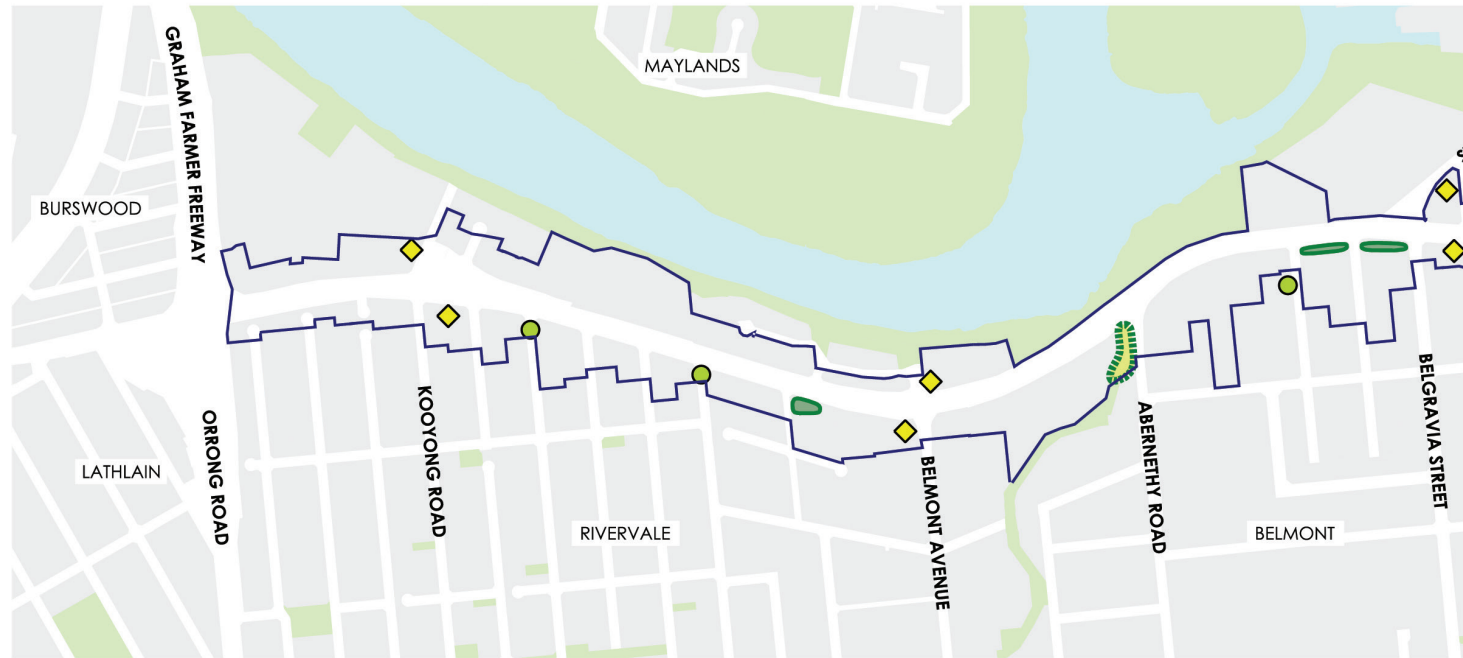 GRAHAM FARMER FREEWAY
MAYLANDS
BURSWOOD
KOOYONG ROAD
ORRONG ROAD
LATHLAIN
RIVERVALE
BELMONT AVENUE
ABERNETHY ROAD
BELGRAVIA STREET
BELMONT